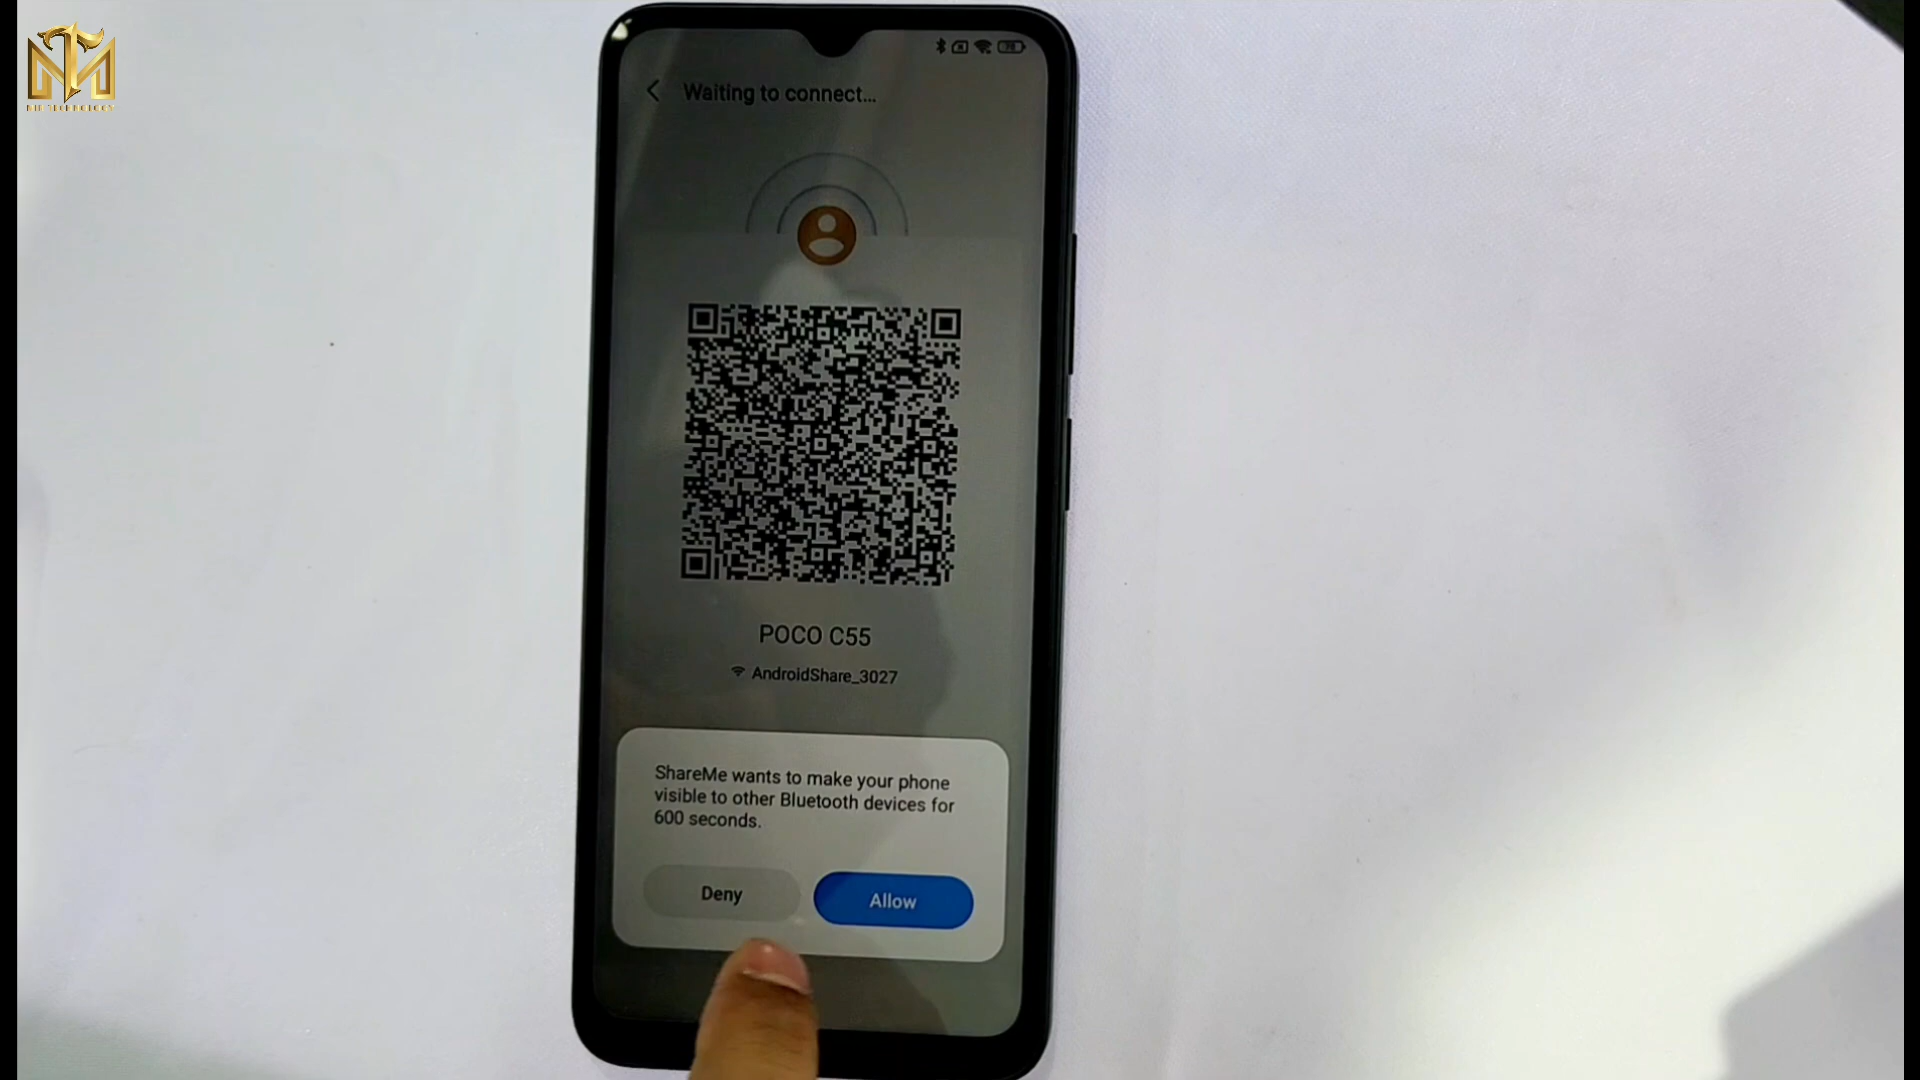 Waiting to connect...
POCO C55
AndroidShare_3027
ShareMe wants to make your phone
visible to other Bluetooth devices for
600 seconds.
Deny
Allow